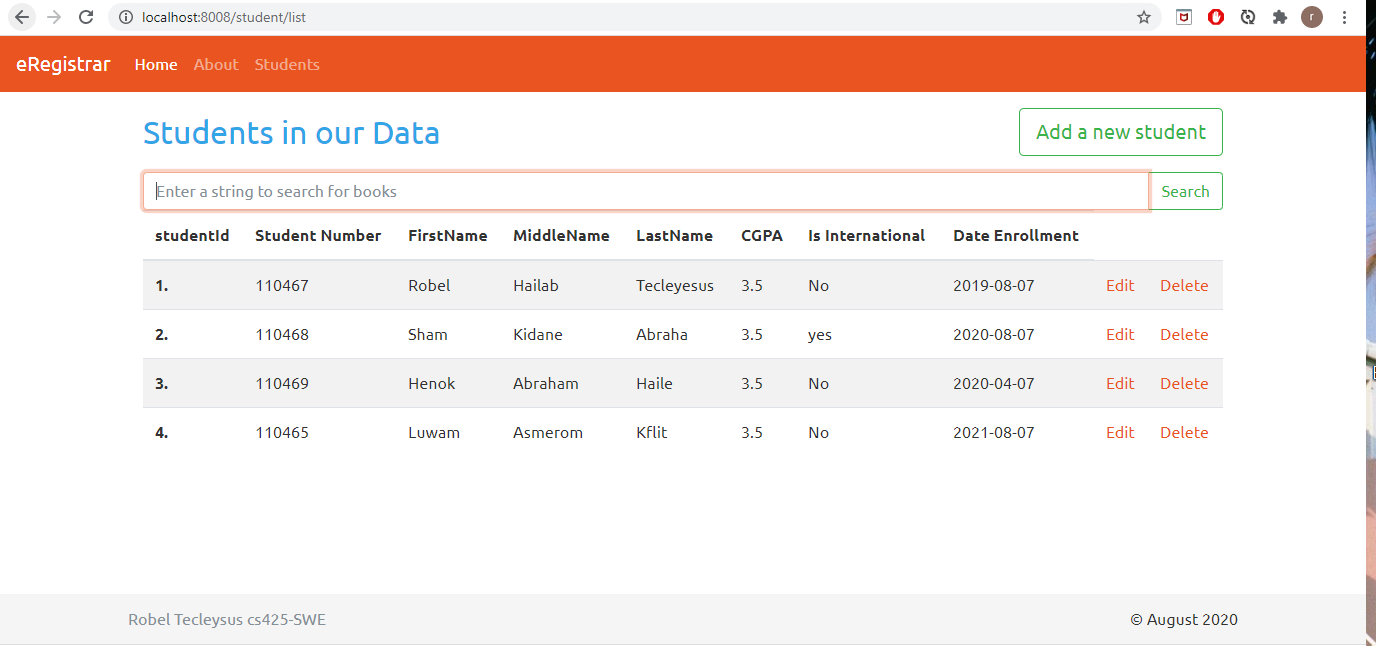 localhost:8008/student/list
r
eRegistrar Home About Students
Students in our Data
Add a new student
Enter a string to search for books
Search
studentId Student Number FirstName MiddleName LastName CGPA Is International Date Enrollment
1. 110467 Robel Hailab Tecleyesus 3.5 No 2019-08-07 Edit Delete
2. 110468 Sham Kidane Abraha 3.5 yes 2020-08-07 Edit Delete
3. 110469 Henok Abraham Haile 3.5 No 2020-04-07 Edit Delete
4. 110465 Luwam Asmerom Kflit 3.5 No 2021-08-07 Edit Delete
Robel Tecleysus cs425-SWE
© August 2020